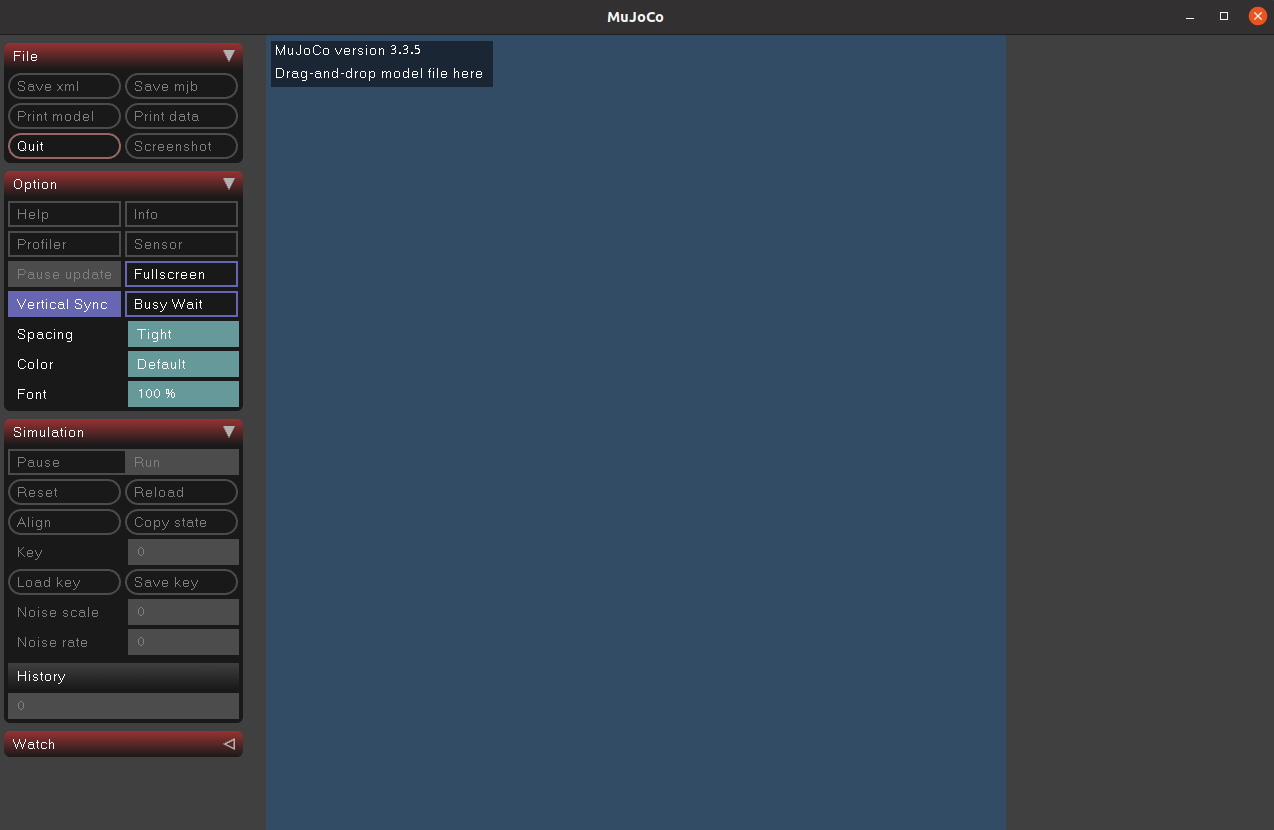 MuJoCo
File
Save xml Save mjb
Print model Print data
Quit Screenshot
Option
Help Info
Profiler Sensor
Pause update Fullscreen
Vertical Sync Busy Wait
Spacing Tight
Color Default
Font 100 %
Simulation
Pause Run
Reset Reload
Align Copy state
Key 0
Load key Save key
Noise scale 0
Noise rate 0
History
0
Watch
MuJoCo version 3.3.5
Drag-and-drop model file here